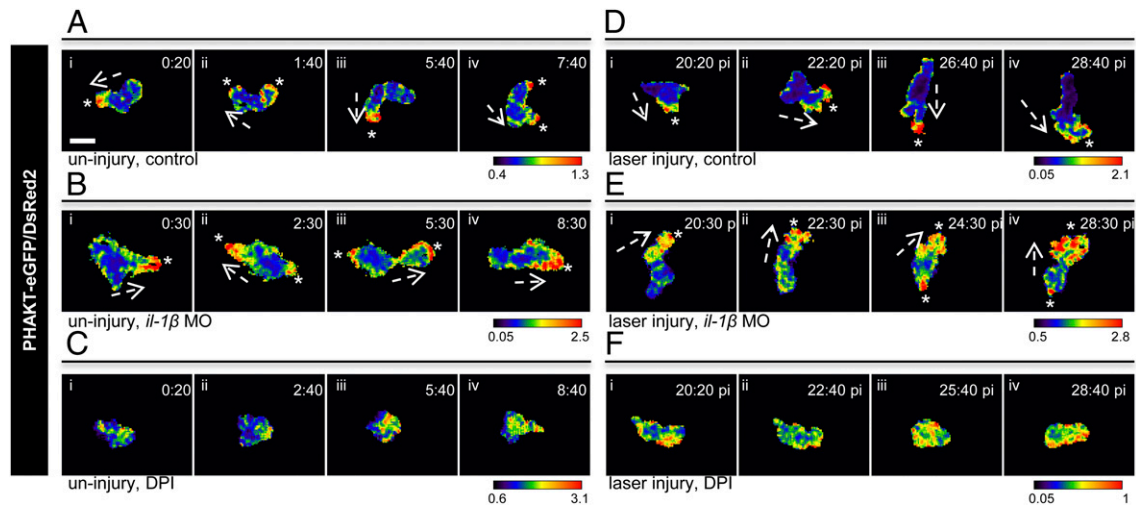 PHAKT-eGFP/DsRed2
A
i
0:20
ii
1:40
iii
5:40
iv
7:40
*
*
*
*
*
*
un-injury, control
0.4
1.3
B
i
0:30
ii
2:30
iii
5:30
iv
8:30
*
*
*
*
*
*
un-injury, il-1β MO
0.05
2.5
C
i
0:20
ii
2:40
iii
5:40
iv
8:40
un-injury, DPI
0.6
3.1
D
i
20:20 pi
ii
22:20 pi
iii
26:40 pi
iv
28:40 pi
*
*
*
*
laser injury, control
0.05
2.1
E
i
20:30 pi
ii
22:30 pi
iii
24:30 pi
iv
28:30 pi
*
*
*
*
*
*
laser injury, il-1β MO
0.5
2.8
F
i
20:20 pi
ii
22:40 pi
iii
25:40 pi
iv
28:40 pi
laser injury, DPI
0.05
1